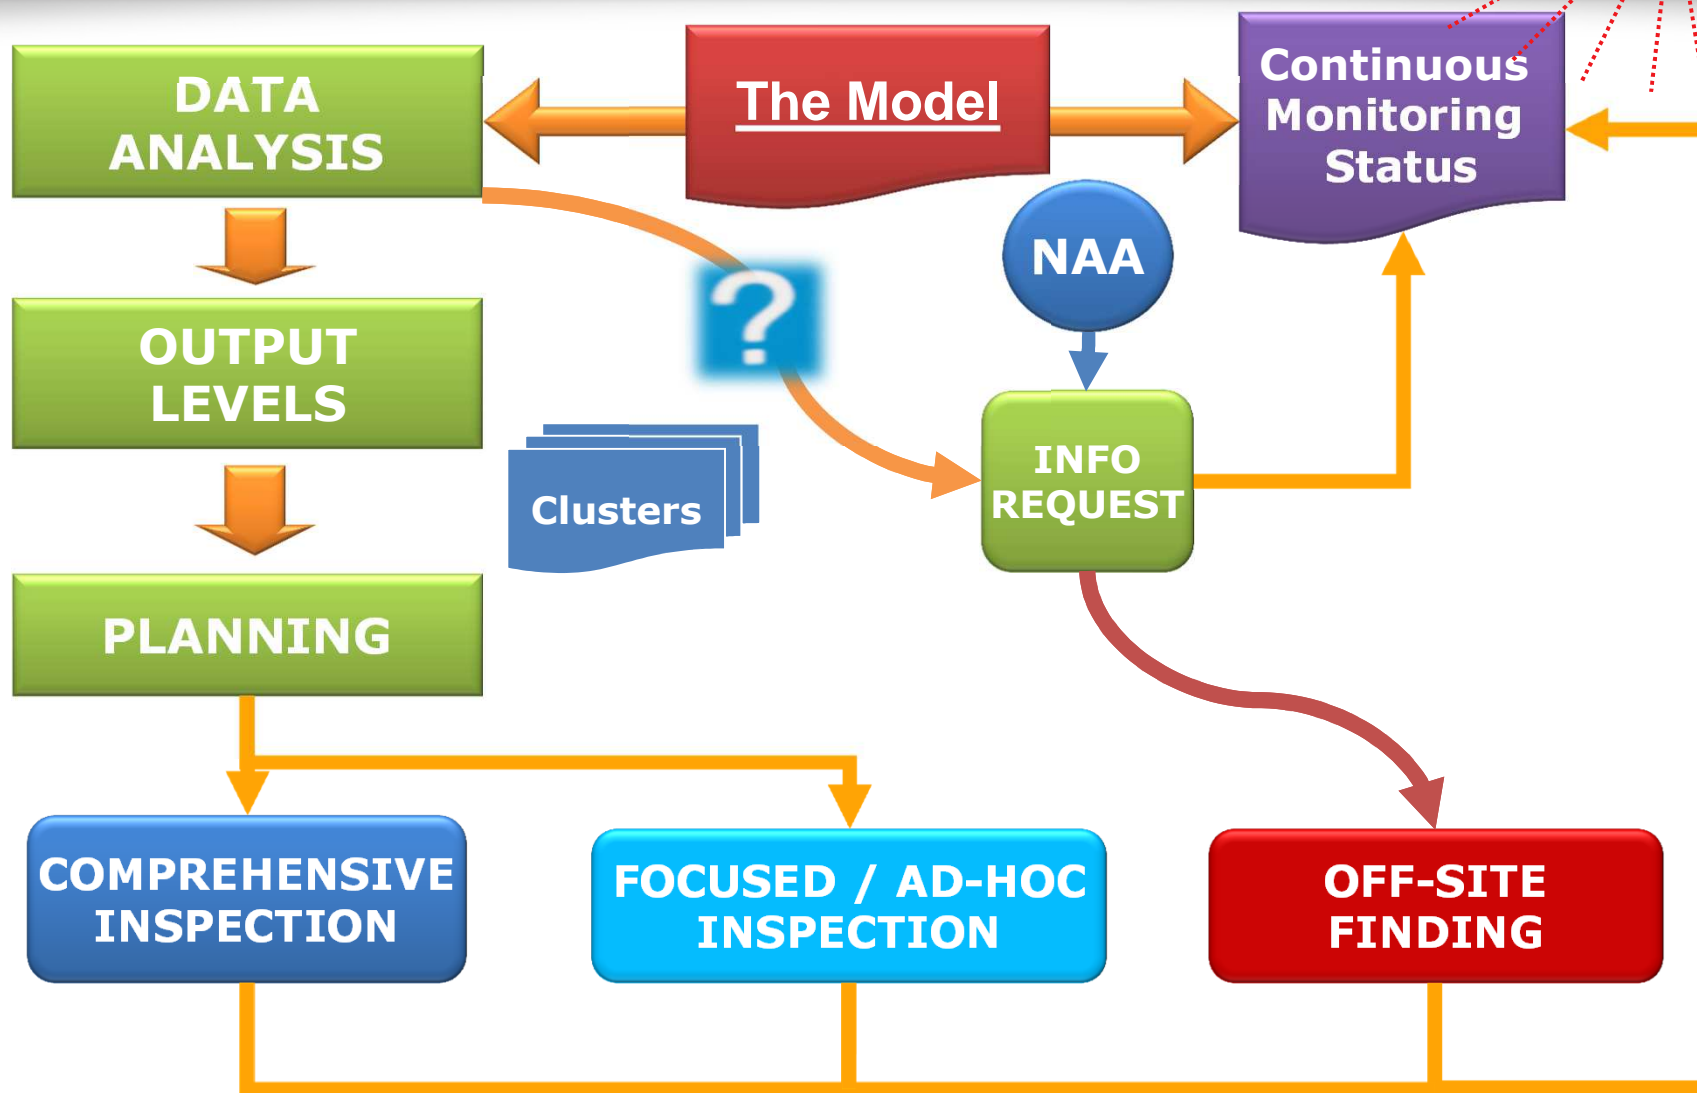 DATA
ANALYSIS
The Model
Continuous
Monitoring
Status
NAA
?
OUTPUT
LEVELS
Clusters
INFO
REQUEST
PLANNING
COMPREHENSIVE
INSPECTION
FOCUSED / AD-HOC
INSPECTION
OFF-SITE
FINDING